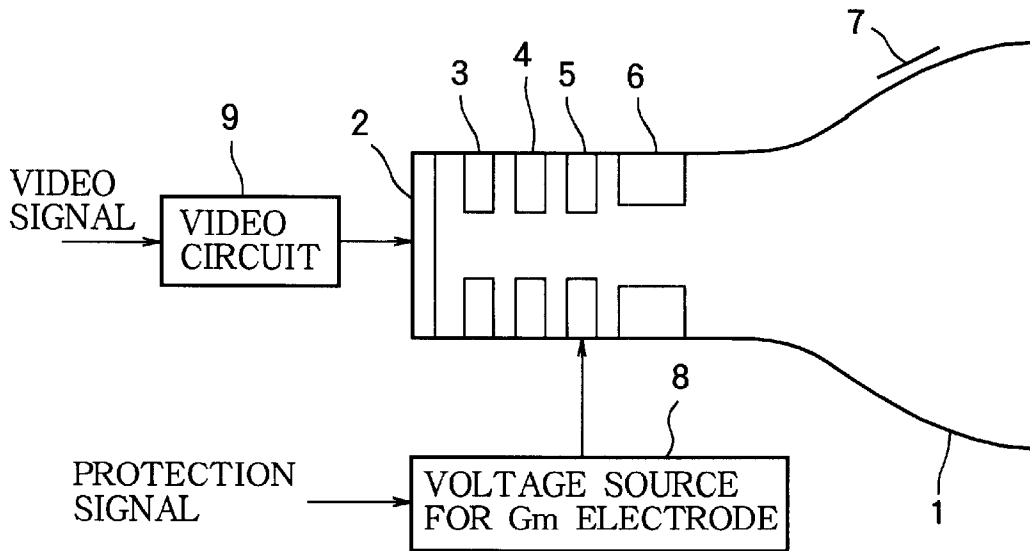 7
4
3
5
6
2
9
VIDEO
SIGNAL
VIDEO
CIRCUIT
8
PROTECTION
SIGNAL
VOLTAGE SOURCE
FOR Gm ELECTRODE
1